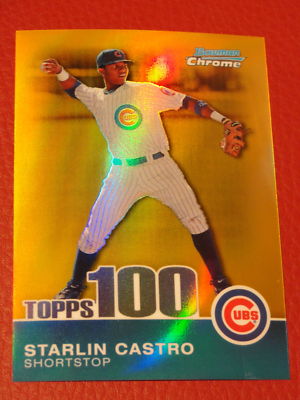 Bowman
Chrome
TOPPS 100
CUBS
STARLIN CASTRO
SHORTSTOP